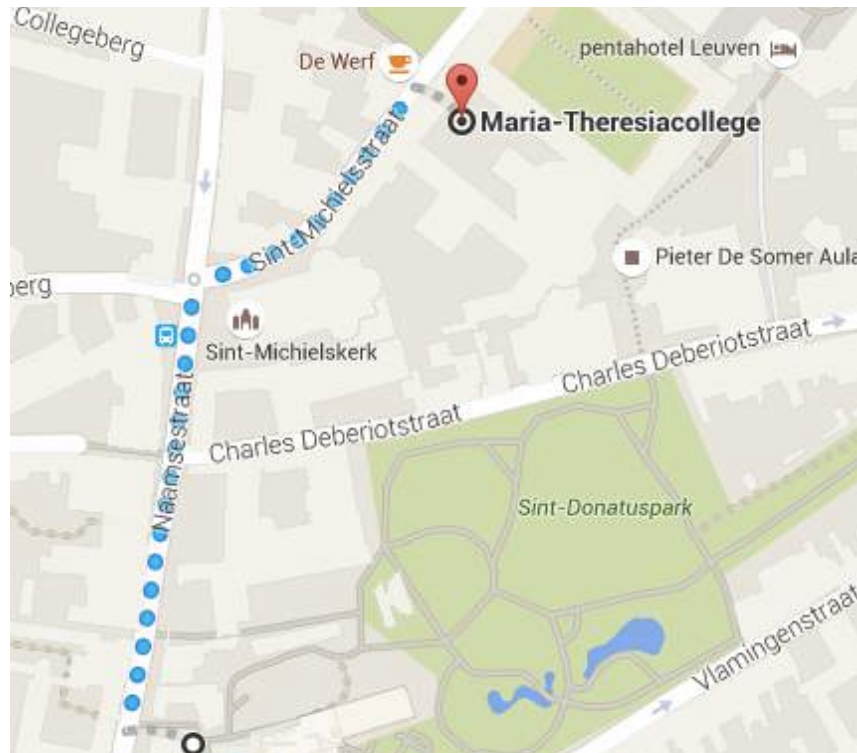 Collegeberg
De Werf
pentahotel Leuven
Maria-Theresiacollege
Sint-Michielsstraat
Pieter De Somer Aula
berg
Sint-Michielskerk
Charles Deberiotstraat
Naamsestraat
Charles Deberiotstraat
Sint-Donatuspark
Vlamingenstraat